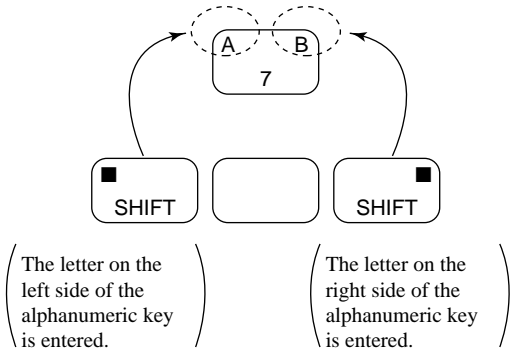 A B
7
SHIFT
SHIFT
The letter on the
left side of the
alphanumeric key
is entered.
The letter on the
right side of the
alphanumeric key
is entered.